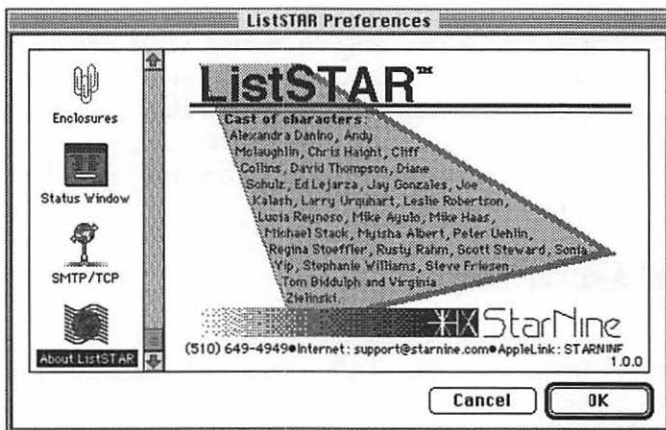 ListSTAR Preferences
Enclosures
Status Window
SMTP/TCP
About ListSTAR
ListSTAR™
Cast of characters:
Alexandra Danino, Andy
Mclaughlin, Chris Haight, Cliff
Collins, David Thompson, Diane
Schulz, Ed Lejarza, Jay Gonzales, Joe
Kalash, Larry Urquhart, Leslie Robertson,
Lucia Reynoso, Mike Ayulo, Mike Haas,
Michael Stack, Myisha Albert, Peter Uehlin,
Regina Stoeffler, Rusty Rahm, Scott Steward, Sonia
Yip, Stephanie Williams, Steve Friesen
Tom Biddulph and Virginia
Zielinski.
StarNine
(510) 649-4949●Internet: support@starnine.com●AppleLink: STARNINE
1.0.0
Cancel
OK